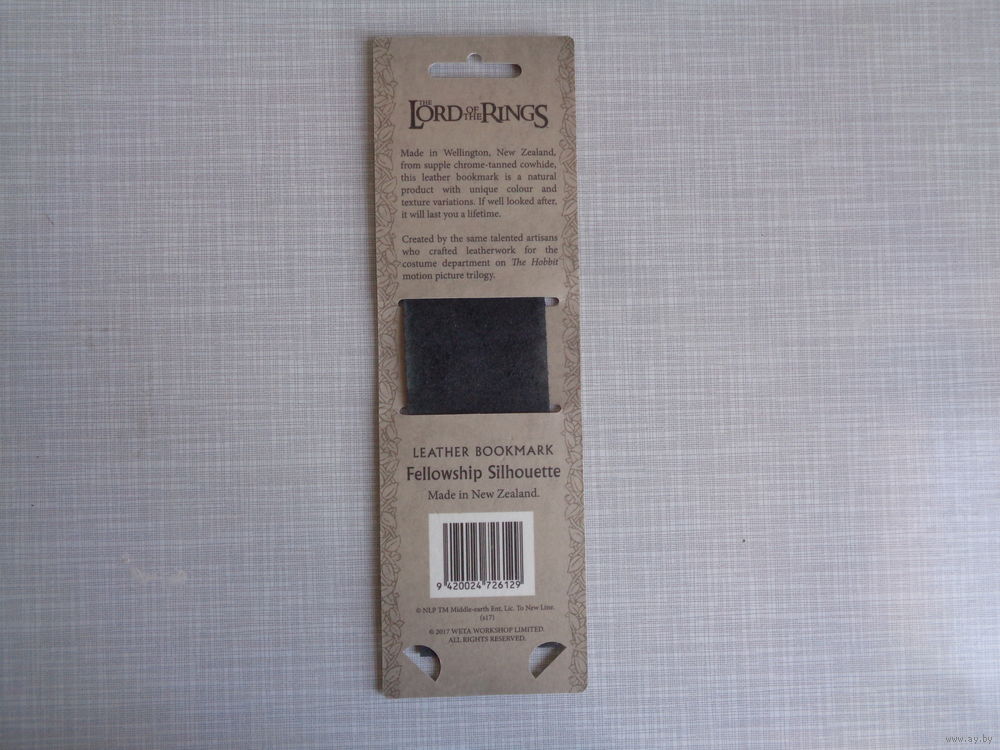 THE LORD OF THE RINGS
Made in Wellington, New Zealand,
from supple chrome-tanned cowhide,
this leather bookmark is a natural
product with unique colour and
texture variations. If well looked after,
it will last you a lifetime.
Created by the same talented artisans
who crafted leatherwork for the
costume department on The Hobbit
motion picture trilogy.
LEATHER BOOKMARK
Fellowship Silhouette
Made in New Zealand.
9 420024 726129
© NLP TM Middle-earth Ent. Lic. To New Line.
(s17)
© 2017 WETA WORKSHOP LIMITED.
ALL RIGHTS RESERVED.
www.ay.by